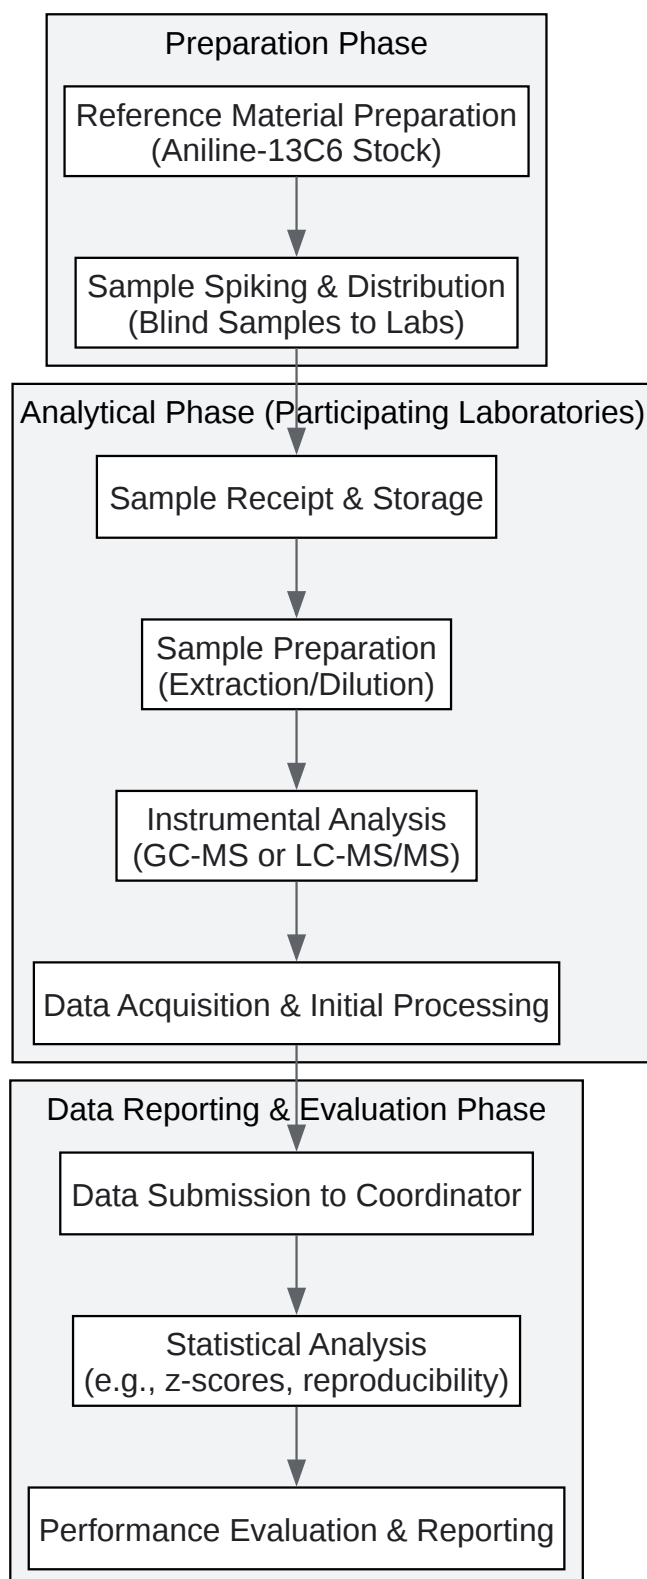 Preparation Phase
Reference Material Preparation
(Aniline-13C6 Stock)
Sample Spiking & Distribution
(Blind Samples to Labs)
Analytical Phase (Participating Laboratories)
Sample Receipt & Storage
Sample Preparation
(Extraction/Dilution)
Instrumental Analysis
(GC-MS or LC-MS/MS)
Data Acquisition & Initial Processing
Data Reporting & Evaluation Phase
Data Submission to Coordinator
Statistical Analysis
(e.g., z-scores, reproducibility)
Performance Evaluation & Reporting